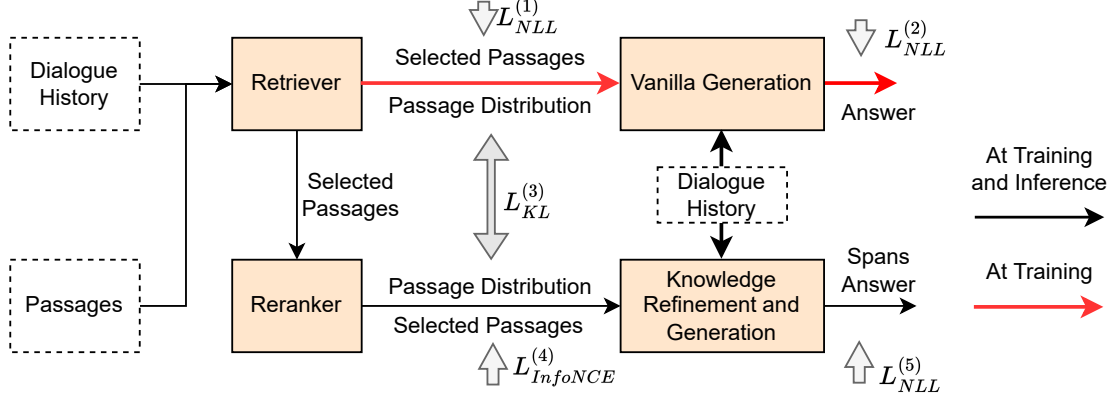 L_{NLL}^{(1)}
L_{NLL}^{(2)}
Dialogue
History
Retriever
Selected Passages
Passage Distribution
Vanilla Generation
Answer
Selected
Passages
L_{KL}^{(3)}
Dialogue
History
At Training
and Inference
Passages
Reranker
Passage Distribution
Selected Passages
Knowledge
Refinement and
Generation
Spans
Answer
At Training
L_{InfoNCE}^{(4)}
L_{NLL}^{(5)}